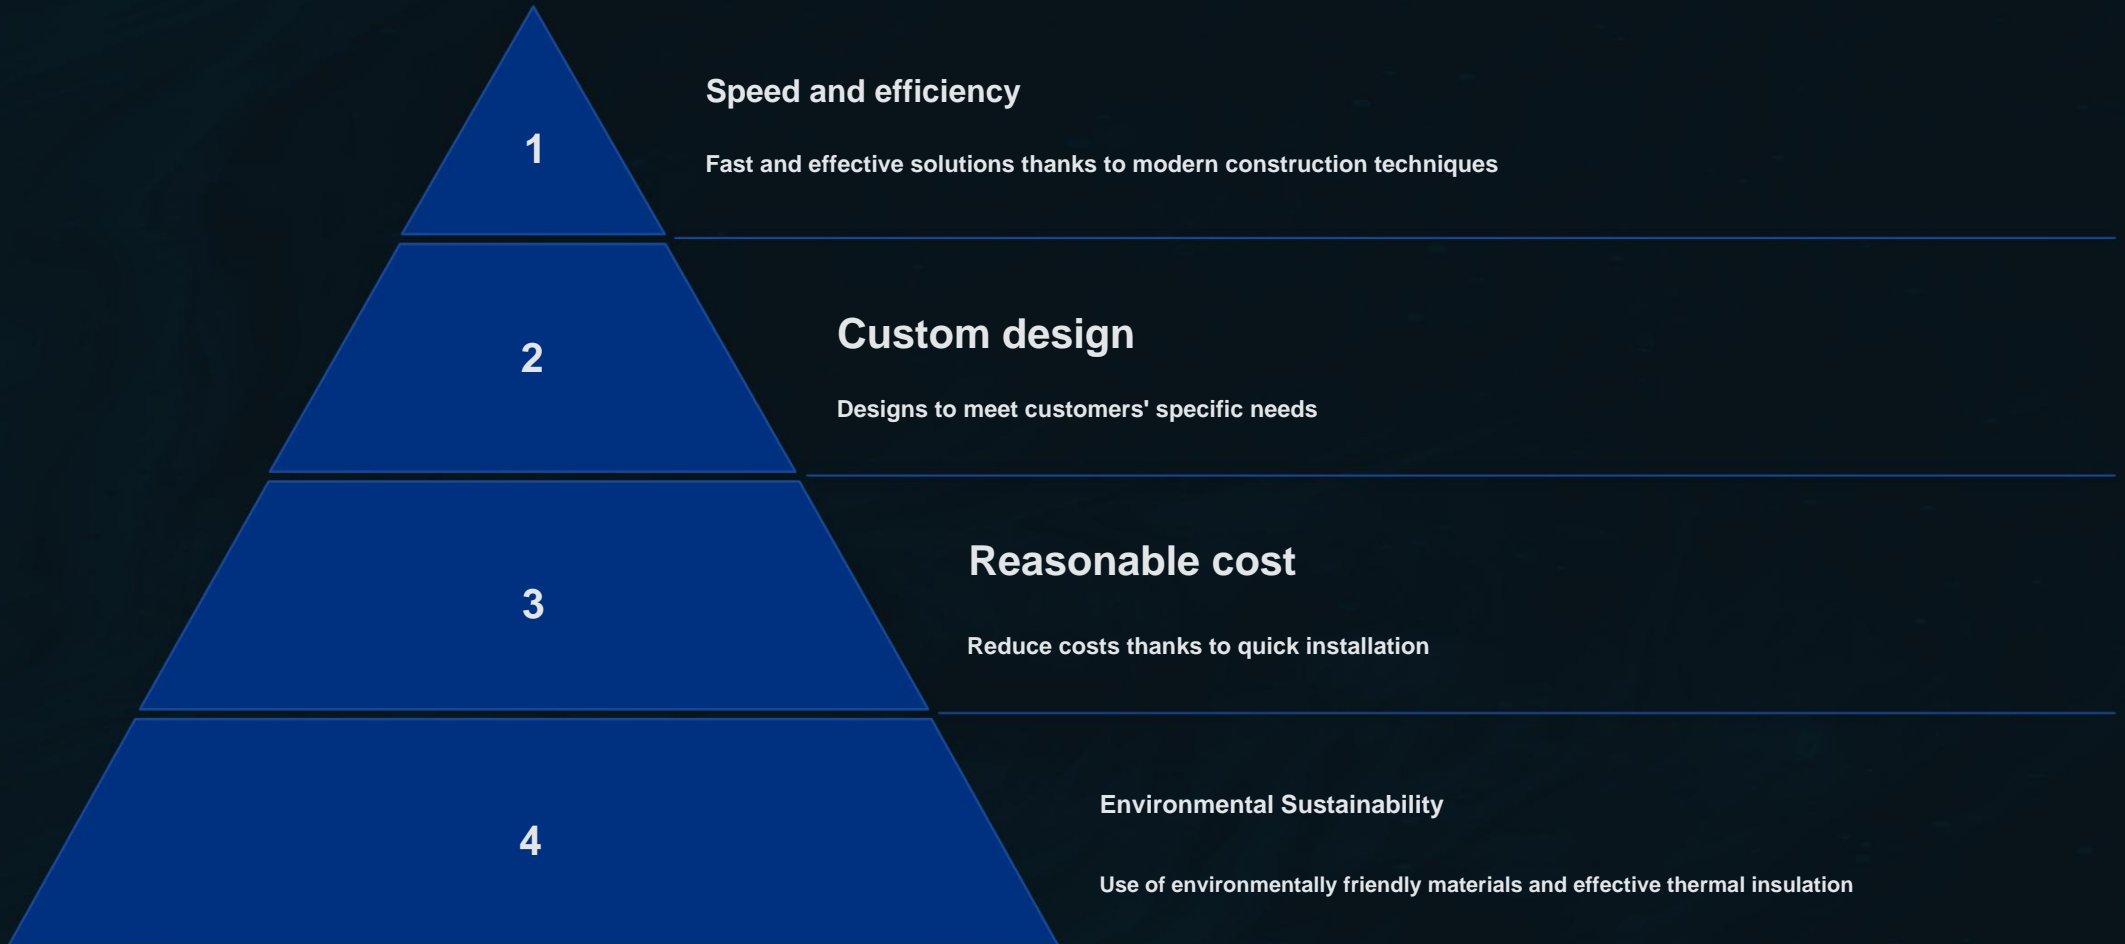 Speed and efficiency
1
Fast and effective solutions thanks to modern construction techniques
Custom design
2
Designs to meet customers' specific needs
Reasonable cost
3
Reduce costs thanks to quick installation
Environmental Sustainability
4
Use of environmentally friendly materials and effective thermal insulation